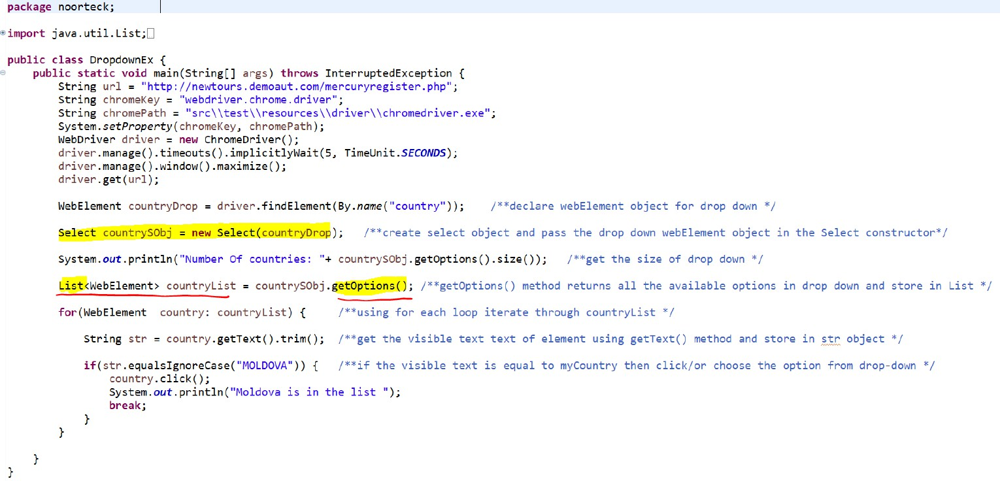 package noorteck;
import java.util.List;
public class DropdownEx {
public static void main(String[] args) throws InterruptedException {
String url = "http://newtours.demoaut.com/mercuryregister.php";
String chromeKey = "webdriver.chrome.driver";
String chromePath = "src\\test\\resources\\driver\\chromedriver.exe";
System.setProperty(chromeKey, chromePath);
WebDriver driver = new ChromeDriver();
driver.manage().timeouts().implicitlyWait(5, TimeUnit.SECONDS);
driver.manage().window().maximize();
driver.get(url);
WebElement countryDrop = driver.findElement(By.name("country")); /**declare webElement object for drop down */
Select countrySObj = new Select(countryDrop); /**create select object and pass the drop down webElement object in the Select constructor*/
System.out.println("Number Of countries: "+ countrySObj.getOptions().size()); /**get the size of drop down */
List<WebElement> countryList = countrySObj.getOptions(); /**getOptions() method returns all the available options in drop down and store in List */
for(WebElement country: countryList) { /**using for each loop iterate through countryList */
String str = country.getText().trim(); /**get the visible text text of element using getText() method and store in str object */
if(str.equalsIgnoreCase("MOLDOVA")) { /**if the visible text is equal to myCountry then click/or choose the option from drop-down */
country.click();
System.out.println("Moldova is in the list ");
break;
}
}
}
}